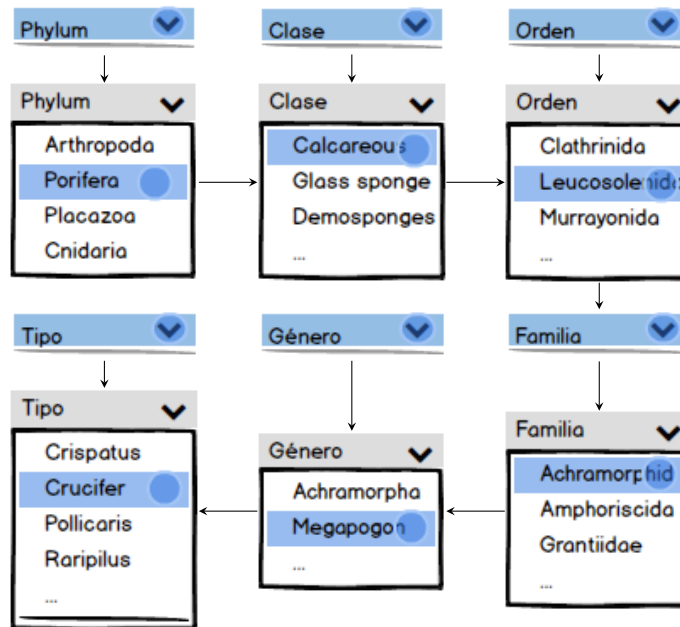 Phylum
Clase
Orden
Phylum
Arthropoda
Porifera
Placazoa
Cnidaria
Clase
Calcareous
Glass sponge
Demosponges
...
Orden
Clathrinida
Leucosolenida
Murrayonida
...
Tipo
Género
Familia
Tipo
Crispatus
Crucifer
Pollicaris
Raripilus
...
Género
Achramorpha
Megapogon
...
Familia
Achramorphid
Amphoriscida
Grantiidae
...